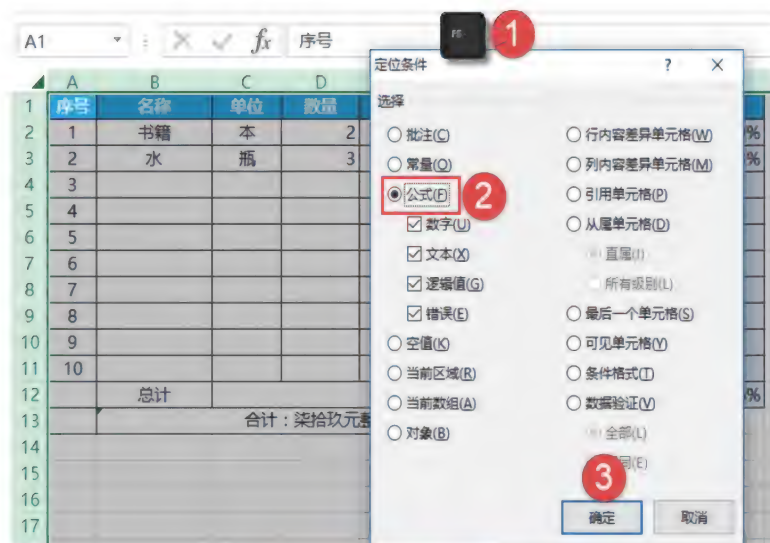 A1 fx 序号
F5
1
定位条件 ? ×
A B C D
1 序号 名称 单位 数量
2 1 书籍 本 2 %
3 2 水 瓶 3 %
4 3
5 4
6 5
7 6
8 7
9 8
10 9
11 10
12 总计 %
13 合计：柒拾玖元整
14
15
16
17
选择
批注(C)
常量(O)
公式(F)
2
数字(U)
文本(X)
逻辑值(G)
错误(E)
空值(K)
当前区域(R)
当前数组(A)
对象(B)
行内容差异单元格(W)
列内容差异单元格(M)
引用单元格(P)
从属单元格(D)
直属(I)
所有级别(L)
最后一个单元格(S)
可见单元格(Y)
条件格式(T)
数据验证(V)
全部(L)
同(E)
3
确定 取消